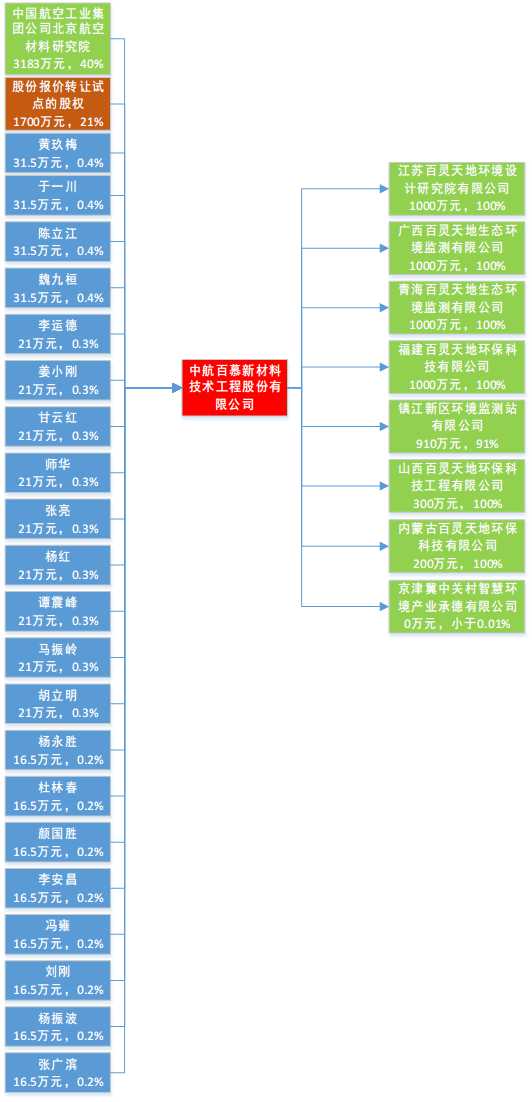 中国航空工业集
团公司北京航空
材料研究院
3183万元，40%
股份报价转让试
点的股权
1700万元，21%
黄玖梅
31.5万元，0.4%
于一川
31.5万元，0.4%
陈立江
31.5万元，0.4%
魏九桓
31.5万元，0.4%
李运德
21万元，0.3%
姜小刚
21万元，0.3%
甘云红
21万元，0.3%
师华
21万元，0.3%
张亮
21万元，0.3%
杨红
21万元，0.3%
谭震峰
21万元，0.3%
马振岭
21万元，0.3%
胡立明
21万元，0.3%
杨永胜
16.5万元，0.2%
杜林春
16.5万元，0.2%
颜国胜
16.5万元，0.2%
李安昌
16.5万元，0.2%
冯雍
16.5万元，0.2%
刘刚
16.5万元，0.2%
杨振波
16.5万元，0.2%
张广滨
16.5万元，0.2%
中航百慕新材料
技术工程股份有
限公司
江苏百灵天地环境设
计研究院有限公司
1000万元，100%
广西百灵天地生态环
境监测有限公司
1000万元，100%
青海百灵天地生态环
境监测有限公司
1000万元，100%
福建百灵天地环保科
技有限公司
1000万元，100%
镇江新区环境监测站
有限公司
910万元，91%
山西百灵天地环保科
技工程有限公司
300万元，100%
内蒙古百灵天地环保
科技有限公司
200万元，100%
京津冀中关村智慧环
境产业承德有限公司
0万元，小于0.01%